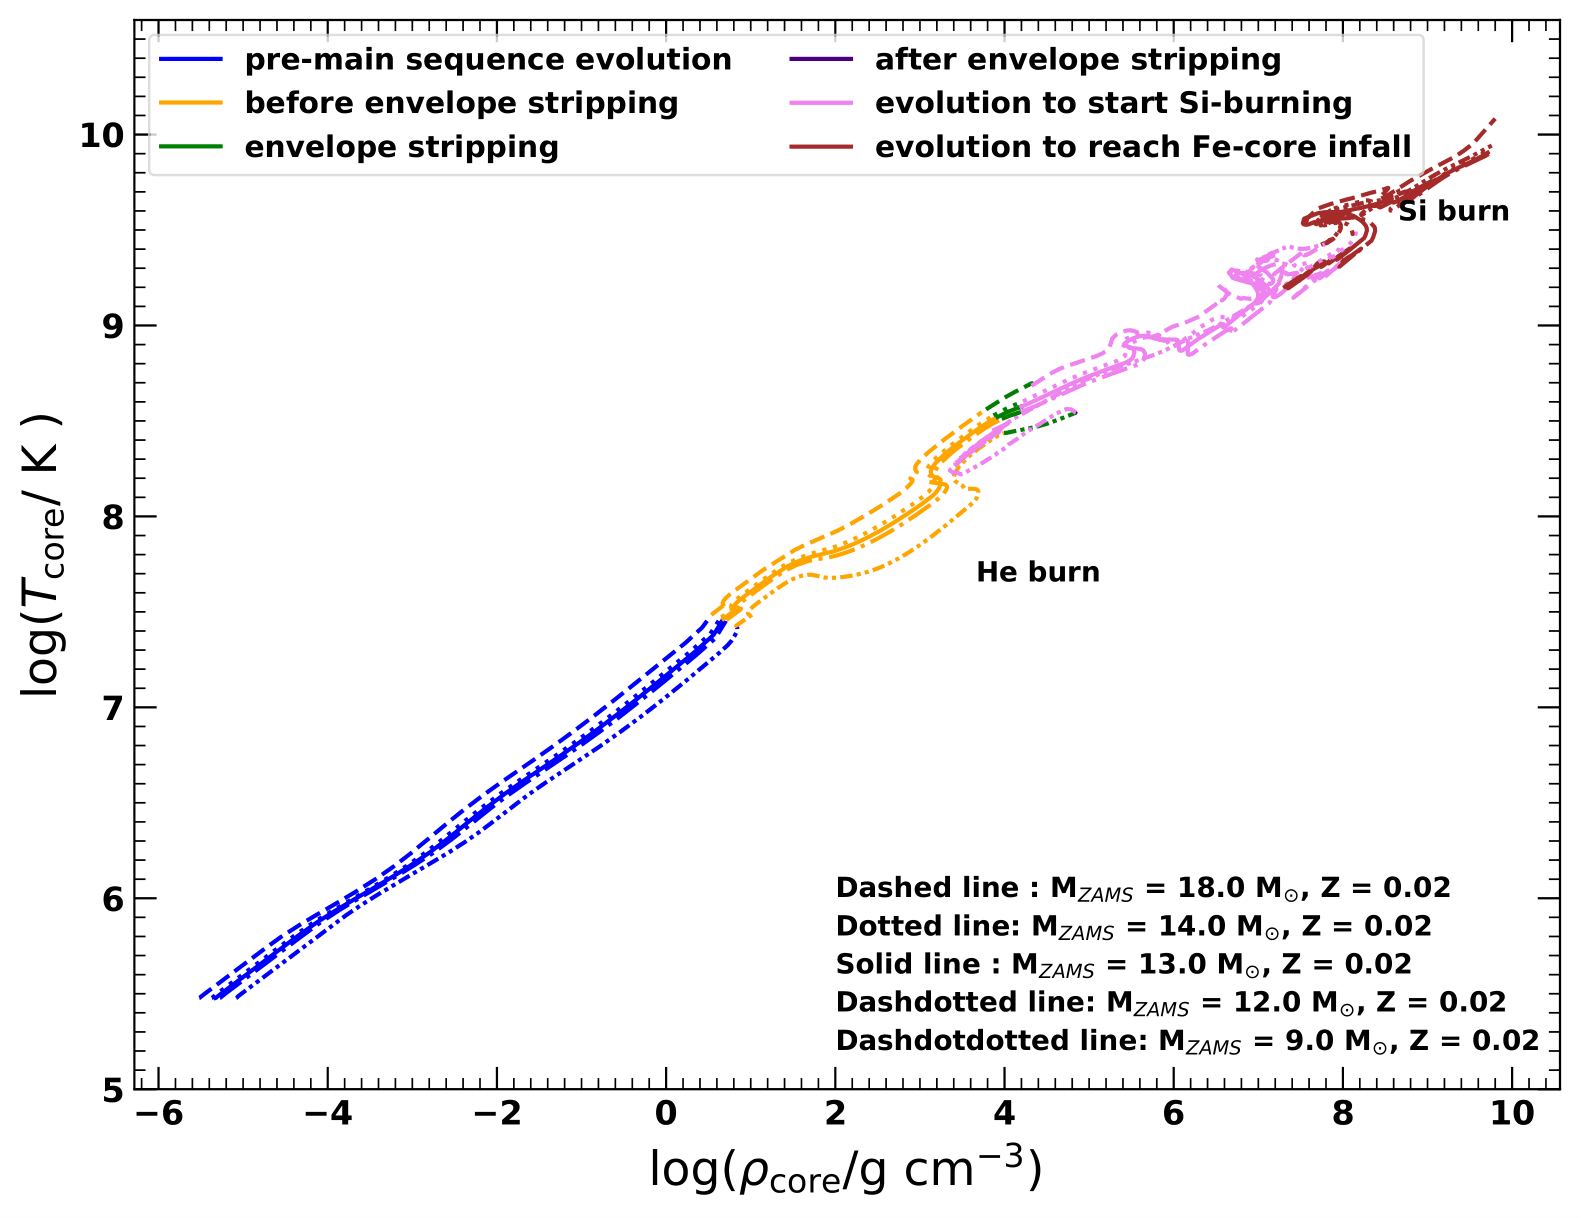 pre-main sequence evolution
before envelope stripping
envelope stripping
after envelope stripping
evolution to start Si-burning
evolution to reach Fe-core infall
Si burn
He burn
Dashed line : M_ZAMS = 18.0 M_⊙, Z = 0.02
Dotted line: M_ZAMS = 14.0 M_⊙, Z = 0.02
Solid line : M_ZAMS = 13.0 M_⊙, Z = 0.02
Dashdotted line: M_ZAMS = 12.0 M_⊙, Z = 0.02
Dashdotdotted line: M_ZAMS = 9.0 M_⊙, Z = 0.02
10
9
8
7
6
5
log(T_core/ K )
−6 −4 −2 0 2 4 6 8 10
log(ρ_core/g cm⁻³)